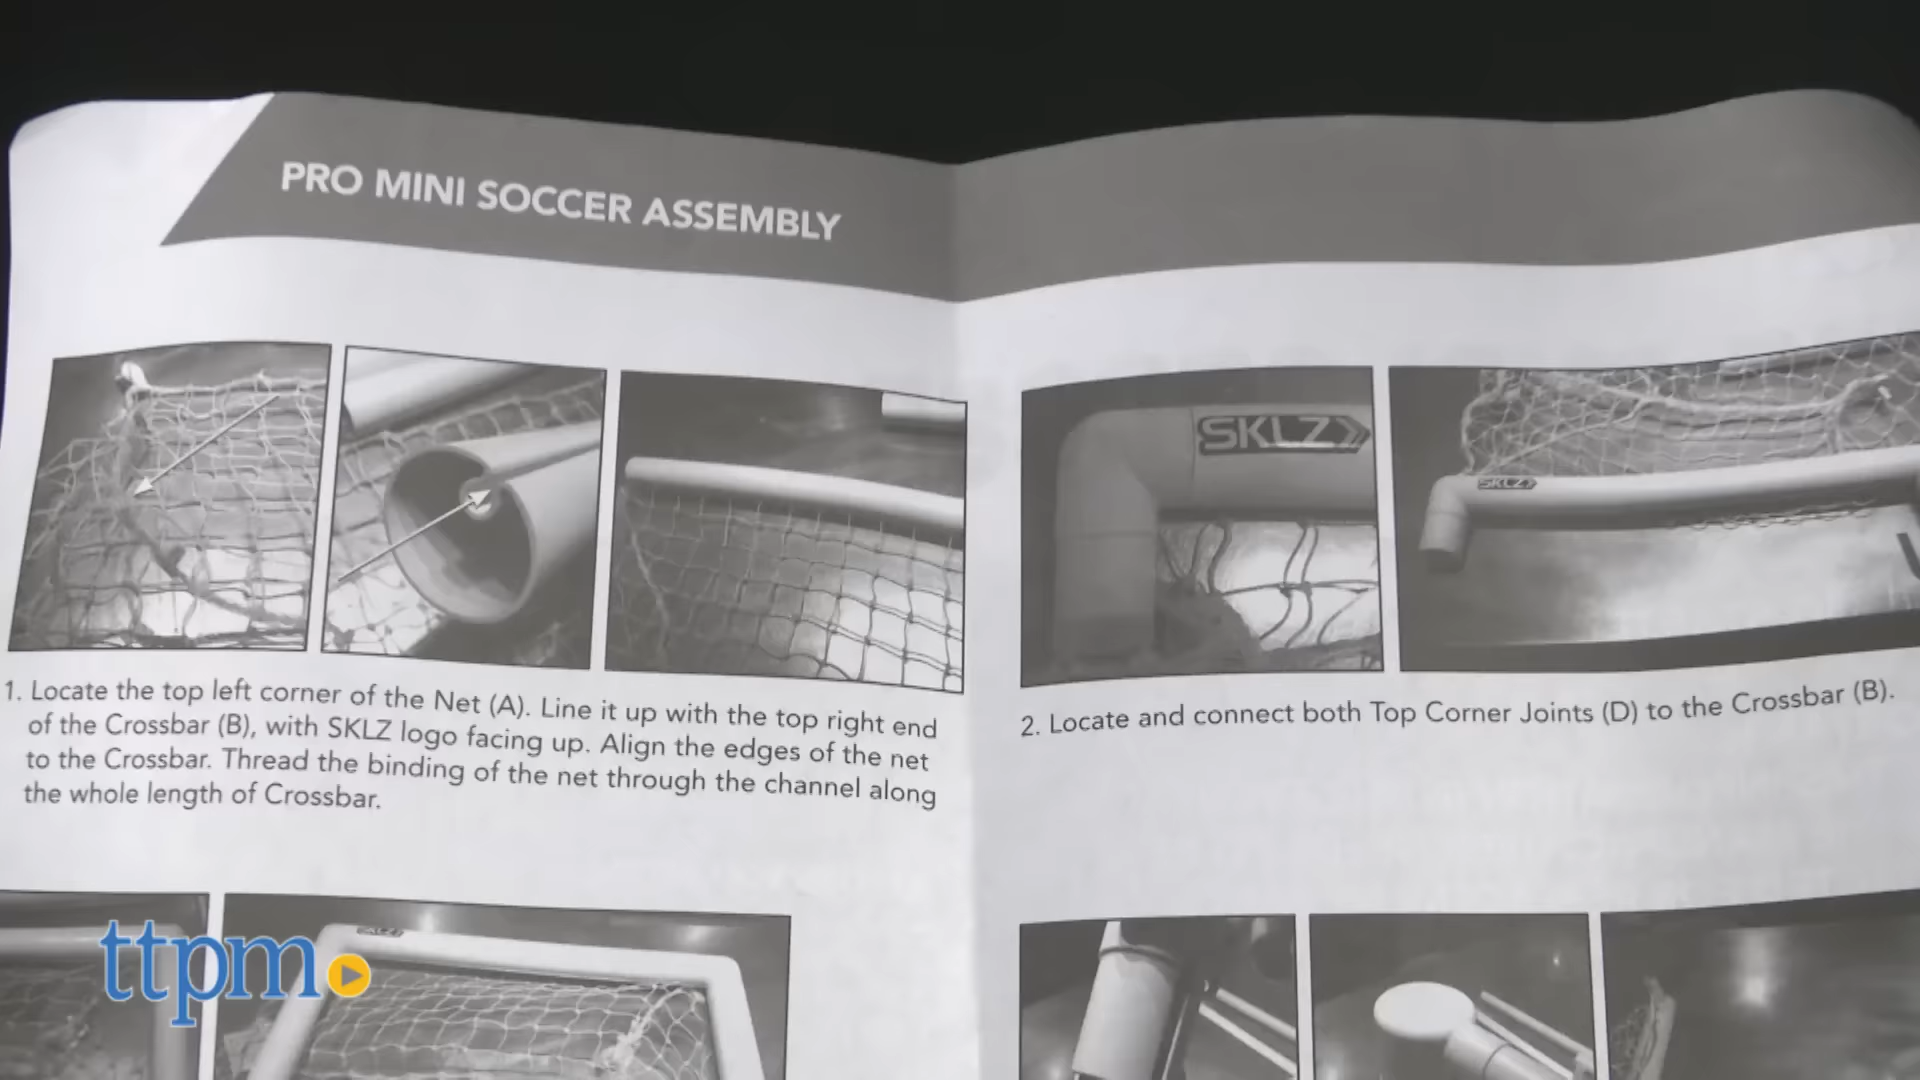 PRO MINI SOCCER ASSEMBLY
SKLZ
SKLZ
1. Locate the top left corner of the Net (A). Line it up with the top right end
of the Crossbar (B), with SKLZ logo facing up. Align the edges of the net
to the Crossbar. Thread the binding of the net through the channel along
the whole length of Crossbar.
2. Locate and connect both Top Corner Joints (D) to the Crossbar (B).
SKLZ
ttpm